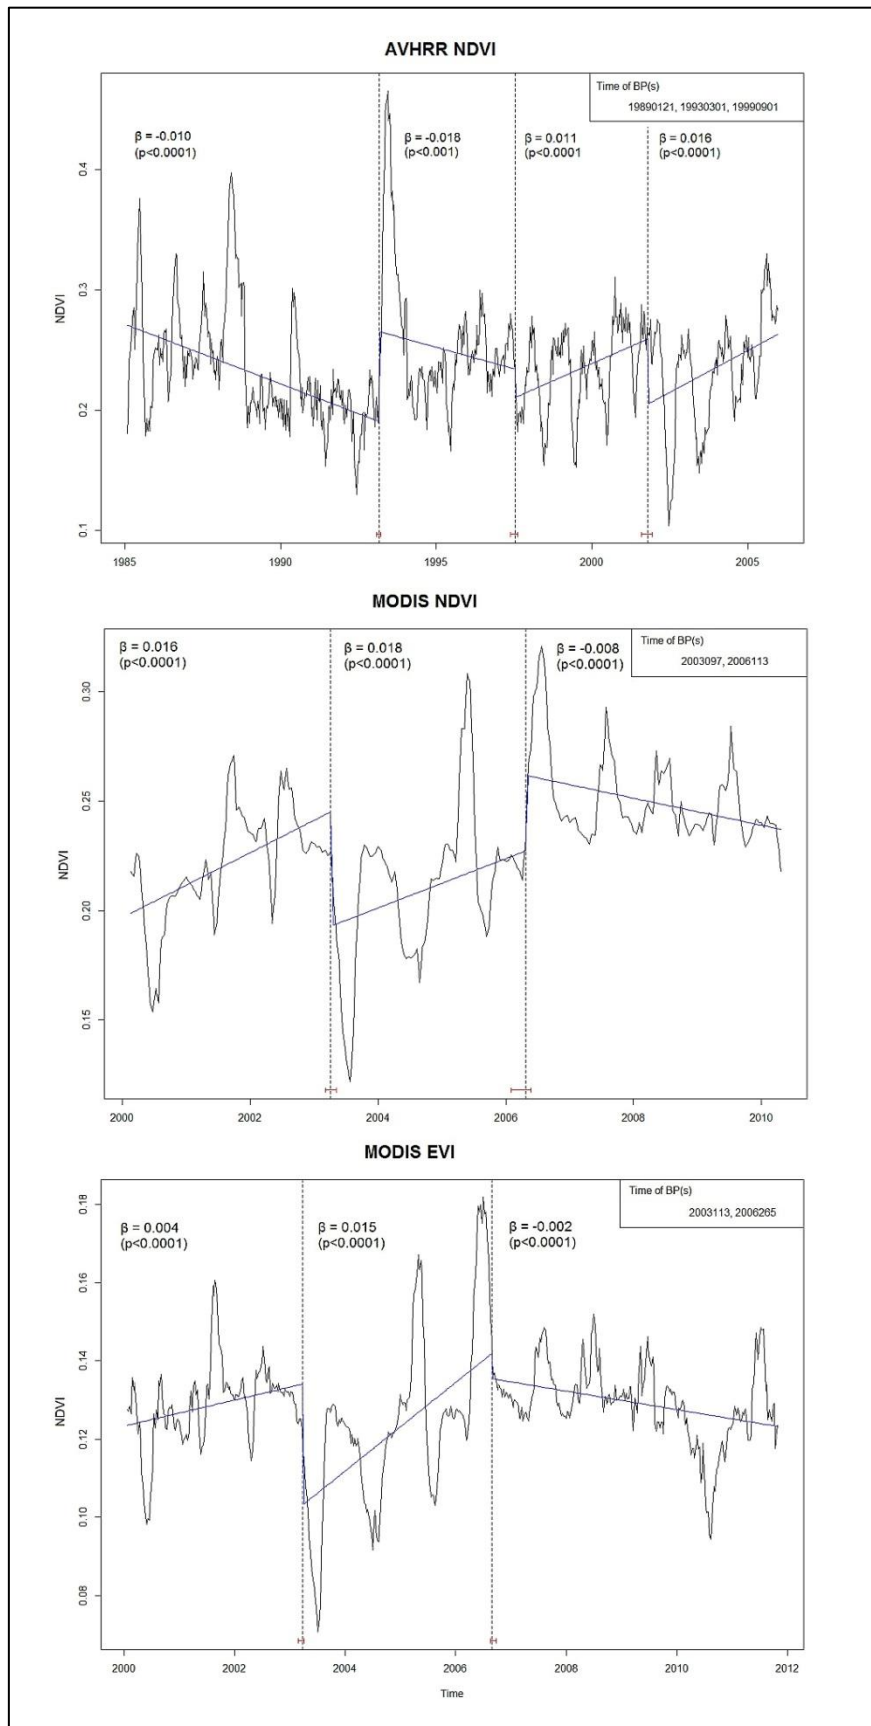 AVHRR NDVI
Time of BP(s)
19890121, 19930301, 19990901
β = -0.010
(p<0.0001)
β = -0.018
(p<0.001)
β = 0.011
(p<0.0001
β = 0.016
(p<0.0001)
NDVI
0.4
0.3
0.2
0.1
1985 1990 1995 2000 2005
MODIS NDVI
Time of BP(s)
2003097, 2006113
β = 0.016
(p<0.0001)
β = 0.018
(p<0.0001)
β = -0.008
(p<0.0001)
NDVI
0.30
0.25
0.20
0.15
2000 2002 2004 2006 2008 2010
MODIS EVI
Time of BP(s)
2003113, 2006265
β = 0.004
(p<0.0001)
β = 0.015
(p<0.0001)
β = -0.002
(p<0.0001)
NDVI
0.18
0.16
0.14
0.12
0.10
0.08
2000 2002 2004 2006 2008 2010 2012
Time